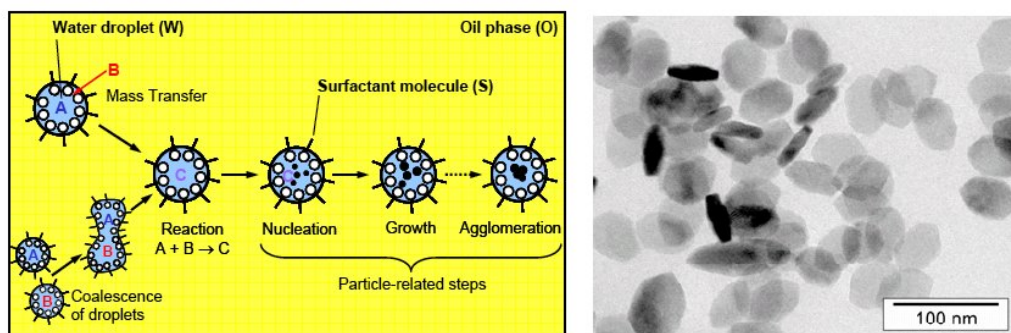 Water droplet (W)
Oil phase (O)
B
A
Mass Transfer
Surfactant molecule (S)
C
C
A
B
A
B
Reaction
A + B → C
Nucleation
Growth
Agglomeration
Coalescence
of droplets
Particle-related steps
100 nm